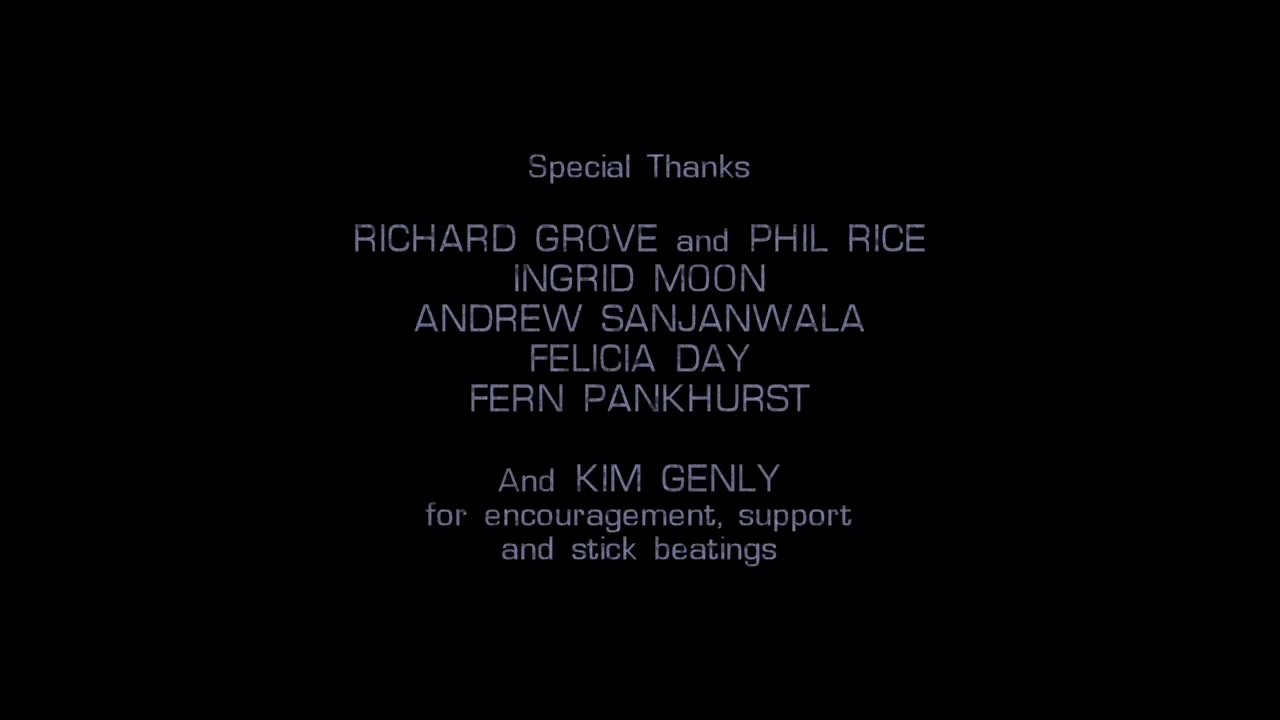 Special Thanks
RICHARD GROVE and PHIL RICE
INGRID MOON
ANDREW SANJANWALA
FELICIA DAY
FERN PANKHURST
And KIM GENLY
for encouragement, support
and stick beatings